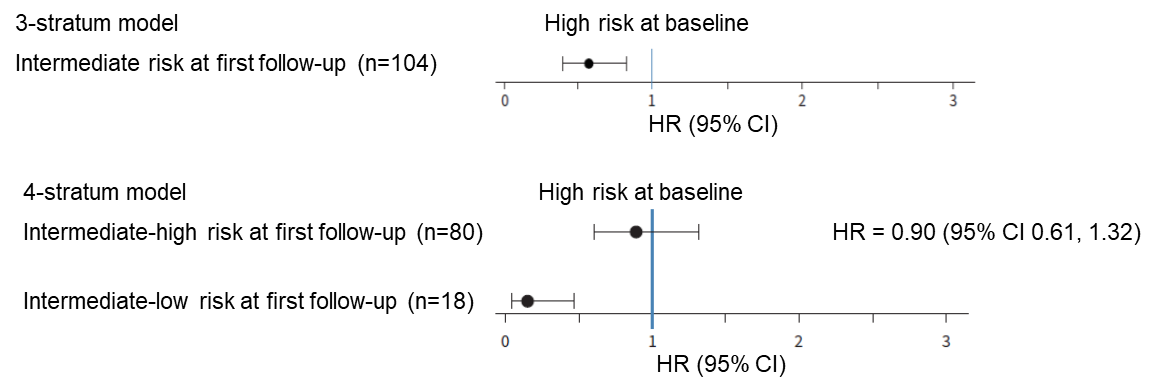 3-stratum model
High risk at baseline
Intermediate risk at first follow-up (n=104)
0 1 2 3
HR (95% CI)
4-stratum model
High risk at baseline
Intermediate-high risk at first follow-up (n=80)
HR = 0.90 (95% CI 0.61, 1.32)
Intermediate-low risk at first follow-up (n=18)
0 1 2 3
HR (95% CI)